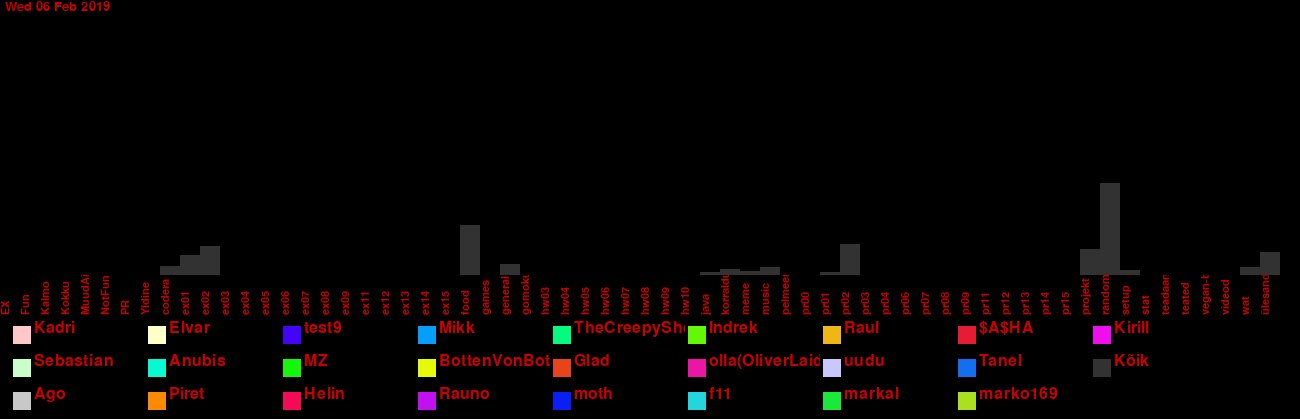 Wed 06 Feb 2019
EX Fun Kalmo Kokku MuudAi NotFun PR Yldine codera ex01 ex02 ex03 ex04 ex05 ex06 ex07 ex08 ex09 ex11 ex12 ex13 ex14 ex15 food games general gomoku hw03 hw04 hw05 hw06 hw07 hw08 hw09 hw10 java korraldu meme music pelmeer pr00 pr01 pr02 pr03 pr04 pr06 pr07 pr08 pr09 pr11 pr12 pr13 pr14 pr15 projekt random setup stat teadaan teated vegan-t videod wat ülesand
Kadri Elvar test9 Mikk TheCreepySh Indrek Raul $A$HA Kirill
Sebastian Anubis MZ BottenVonBot Glad olla(OliverLaid uudu Tanel Kõik
Ago Piret Helin Rauno moth f11 markal marko169